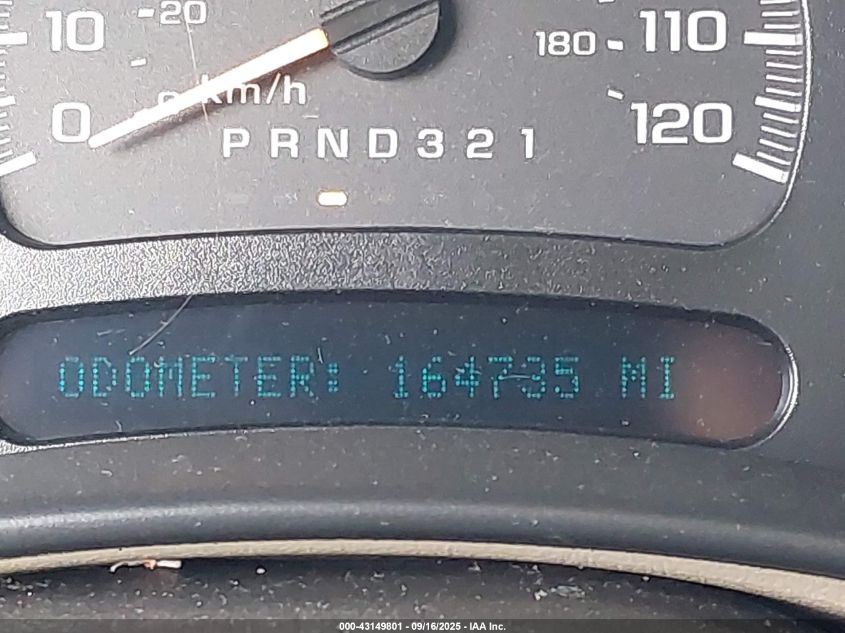 10 20 180 110
0 km/h 120
P R N D 3 2 1
ODOMETER: 164735 MI
000-43149801 - 09/16/2025 - IAA Inc.